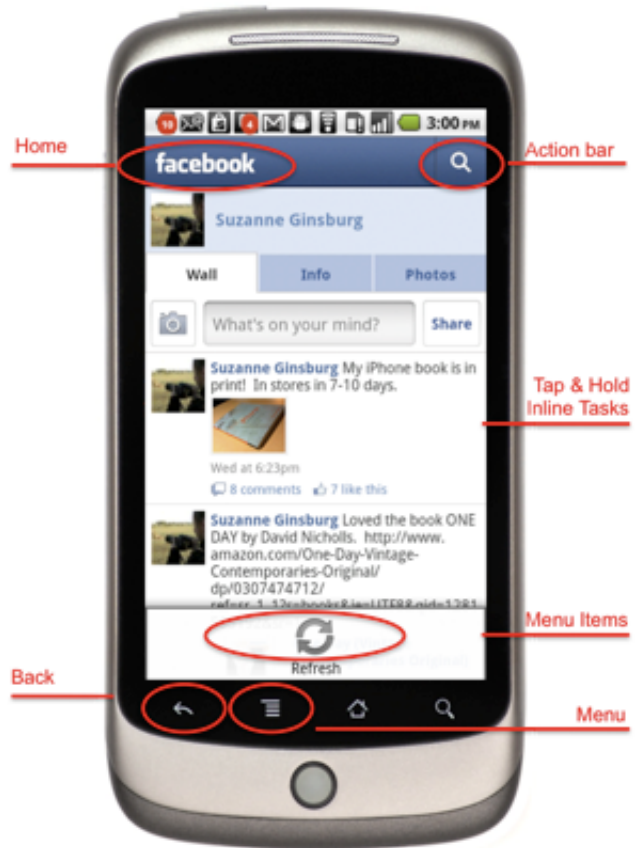 3:00 PM
Home
facebook
Action bar
Suzanne Ginsburg
Wall Info Photos
What's on your mind? Share
Suzanne Ginsburg My iPhone book is in
print! In stores in 7-10 days.
Tap & Hold
Inline Tasks
Wed at 6:23pm
8 comments 7 like this
Suzanne Ginsburg Loved the book ONE
DAY by David Nicholls. http://www.
amazon.com/One-Day-Vintage-
Contemporaries-Original/
dp/0307474712/
Menu Items
Refresh
Back
Menu